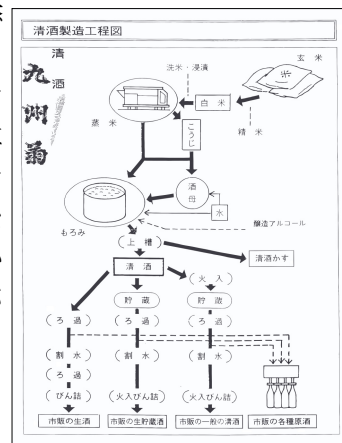 清酒製造工程図
清酒
九州菊
洗米・浸漬
玄米
白米
精米
蒸米
こうじ
酒母
水
醸造アルコール
もろみ
(上槽)
清酒かす
清酒
(火入)
(貯蔵)
(貯蔵)
(ろ過)
(ろ過)
(ろ過)
(割水)
(割水)
(割水)
(ろ過)
(びん詰)
(火入びん詰)
(火入びん詰)
市販の生酒
市販の生貯蔵酒
市販の一般の清酒
市販の各種原酒